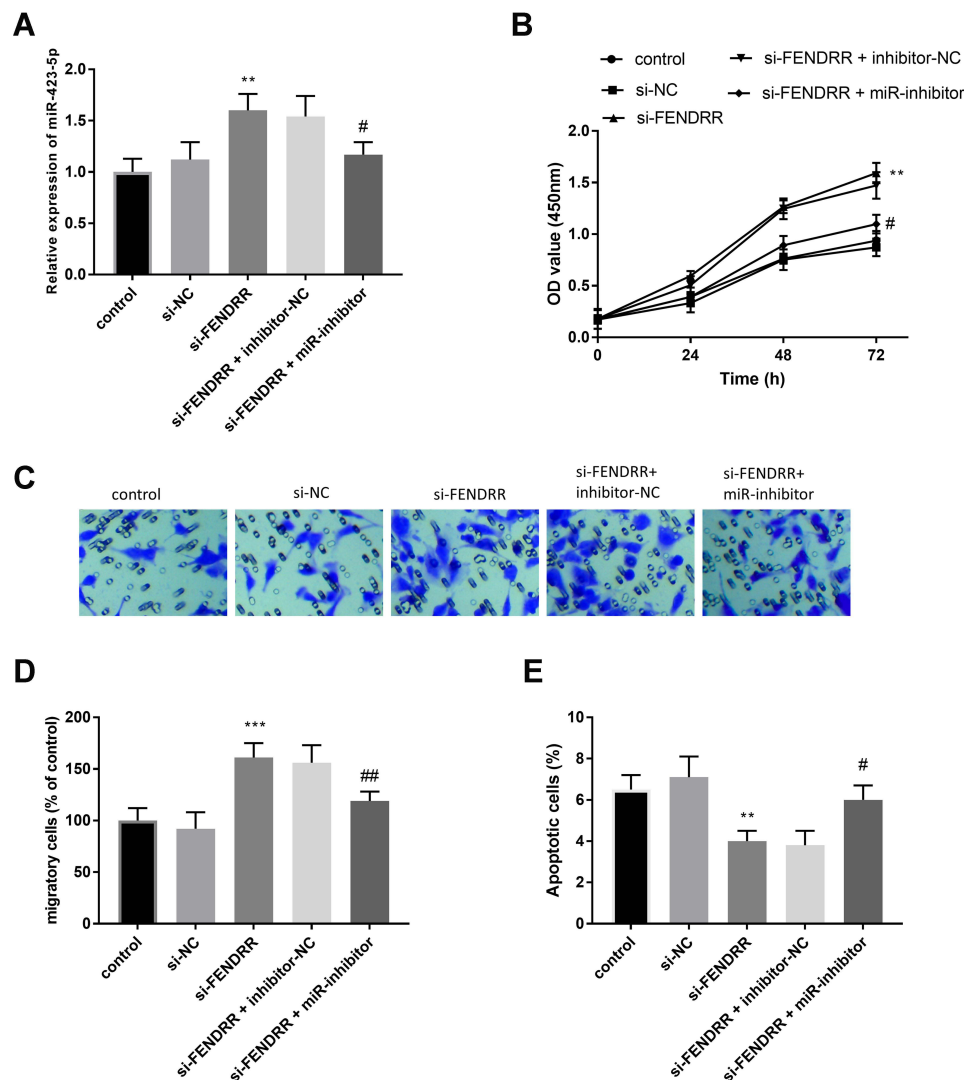 A
Relative expression of miR-423-5p
2.0
1.5
1.0
0.5
0.0
**
#
control
si-NC
si-FENDRR
si-FENDRR + inhibitor-NC
si-FENDRR + miR-inhibitor
B
control
si-NC
si-FENDRR
si-FENDRR + inhibitor-NC
si-FENDRR + miR-inhibitor
OD value (450nm)
2.0
1.5
1.0
0.5
0.0
**
#
0 24 48 72
Time (h)
C
control
si-NC
si-FENDRR
si-FENDRR+
inhibitor-NC
si-FENDRR+
miR-inhibitor
D
migratory cells (% of control)
200
150
100
50
0
***
##
control
si-NC
si-FENDRR
si-FENDRR + inhibitor-NC
si-FENDRR + miR-inhibitor
E
Apoptotic cells (%)
10
8
6
4
2
0
**
#
control
si-NC
si-FENDRR
si-FENDRR + inhibitor-NC
si-FENDRR + miR-inhibitor